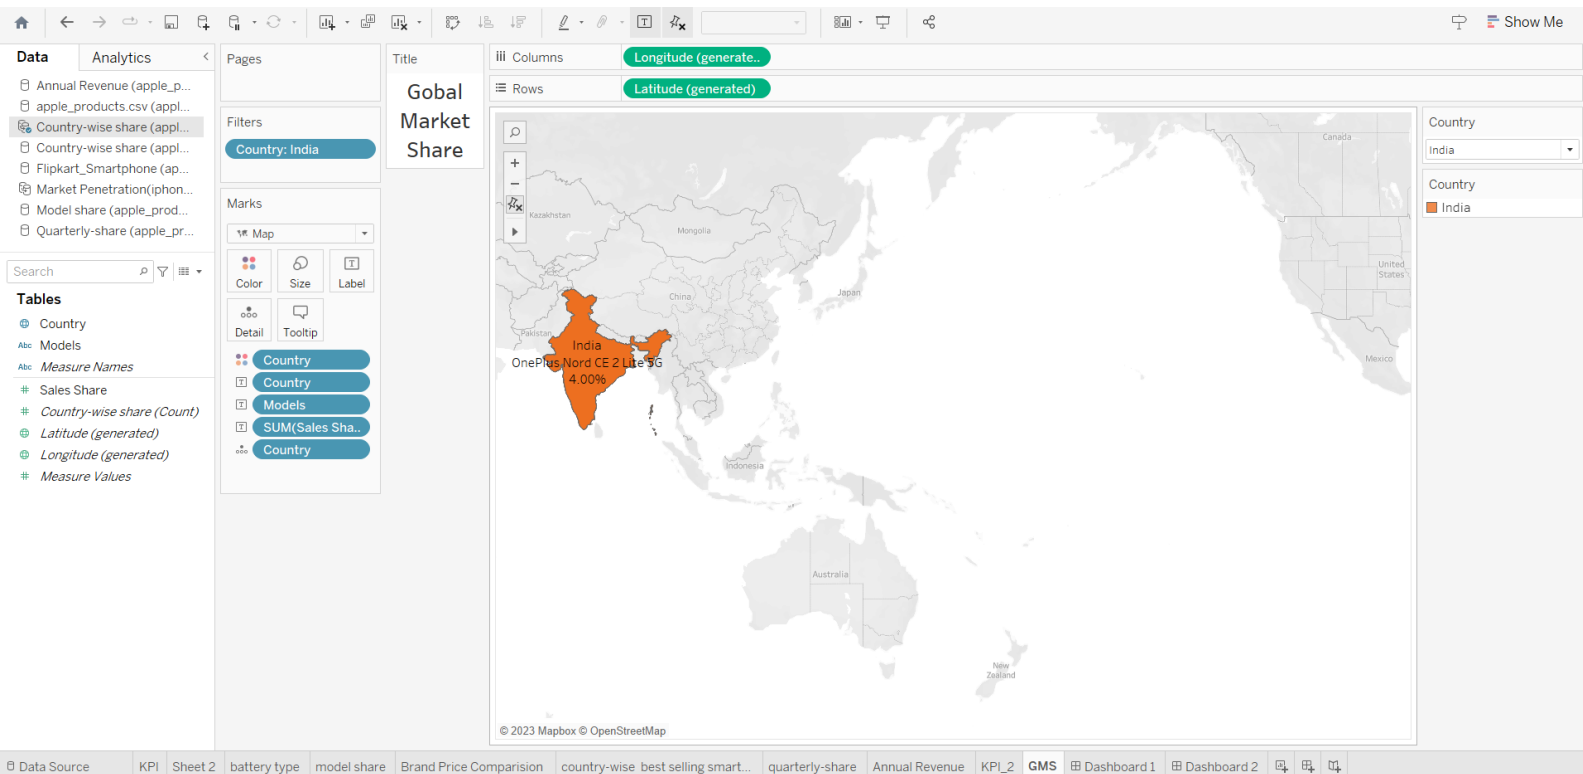 Show Me
Data
Analytics
Annual Revenue (apple_p...
apple_products.csv (appl...
Country-wise share (appl...
Country-wise share (appl...
Flipkart_Smartphone (ap...
Market Penetration(iphon...
Model share (apple_prod...
Quarterly-share (apple_pr...
Search
Tables
Country
Abc Models
Abc Measure Names
# Sales Share
# Country-wise share (Count)
Latitude (generated)
Longitude (generated)
# Measure Values
Pages
Filters
Country: India
Marks
Map
Color
Size
Label
Detail
Tooltip
Country
Country
Models
SUM(Sales Sha..
Country
Title
Gobal
Market
Share
Columns
Longitude (generate..
Rows
Latitude (generated)
Canada
Kazakhstan
Mongolia
United
States
China
Japan
Pakistan
India
OnePlus Nord CE 2 Lite 5G
4.00%
Mexico
Indonesia
Australia
New
Zealand
© 2023 Mapbox © OpenStreetMap
Country
India
Country
India
Data Source
KPI
Sheet 2
battery type
model share
Brand Price Comparision
country-wise best selling smart...
quarterly-share
Annual Revenue
KPI_2
GMS
Dashboard 1
Dashboard 2